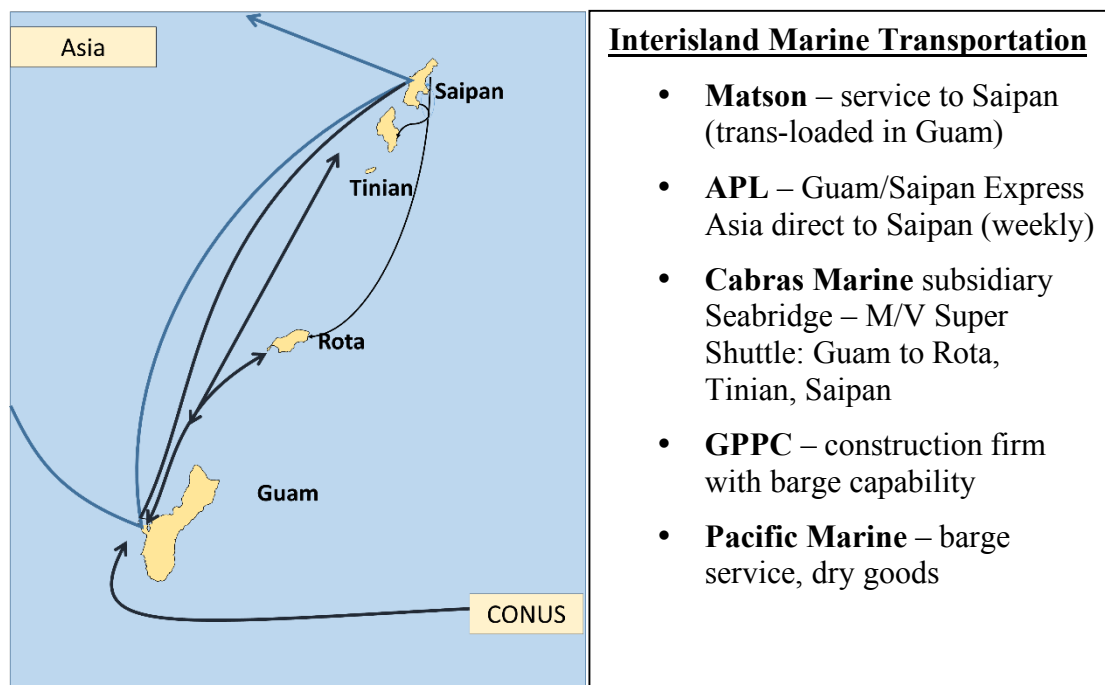 Asia
Saipan
Tinian
Rota
Guam
CONUS
Interisland Marine Transportation
• Matson – service to Saipan
(trans-loaded in Guam)
• APL – Guam/Saipan Express
Asia direct to Saipan (weekly)
• Cabras Marine subsidiary
Seabridge – M/V Super
Shuttle: Guam to Rota,
Tinian, Saipan
• GPPC – construction firm
with barge capability
• Pacific Marine – barge
service, dry goods